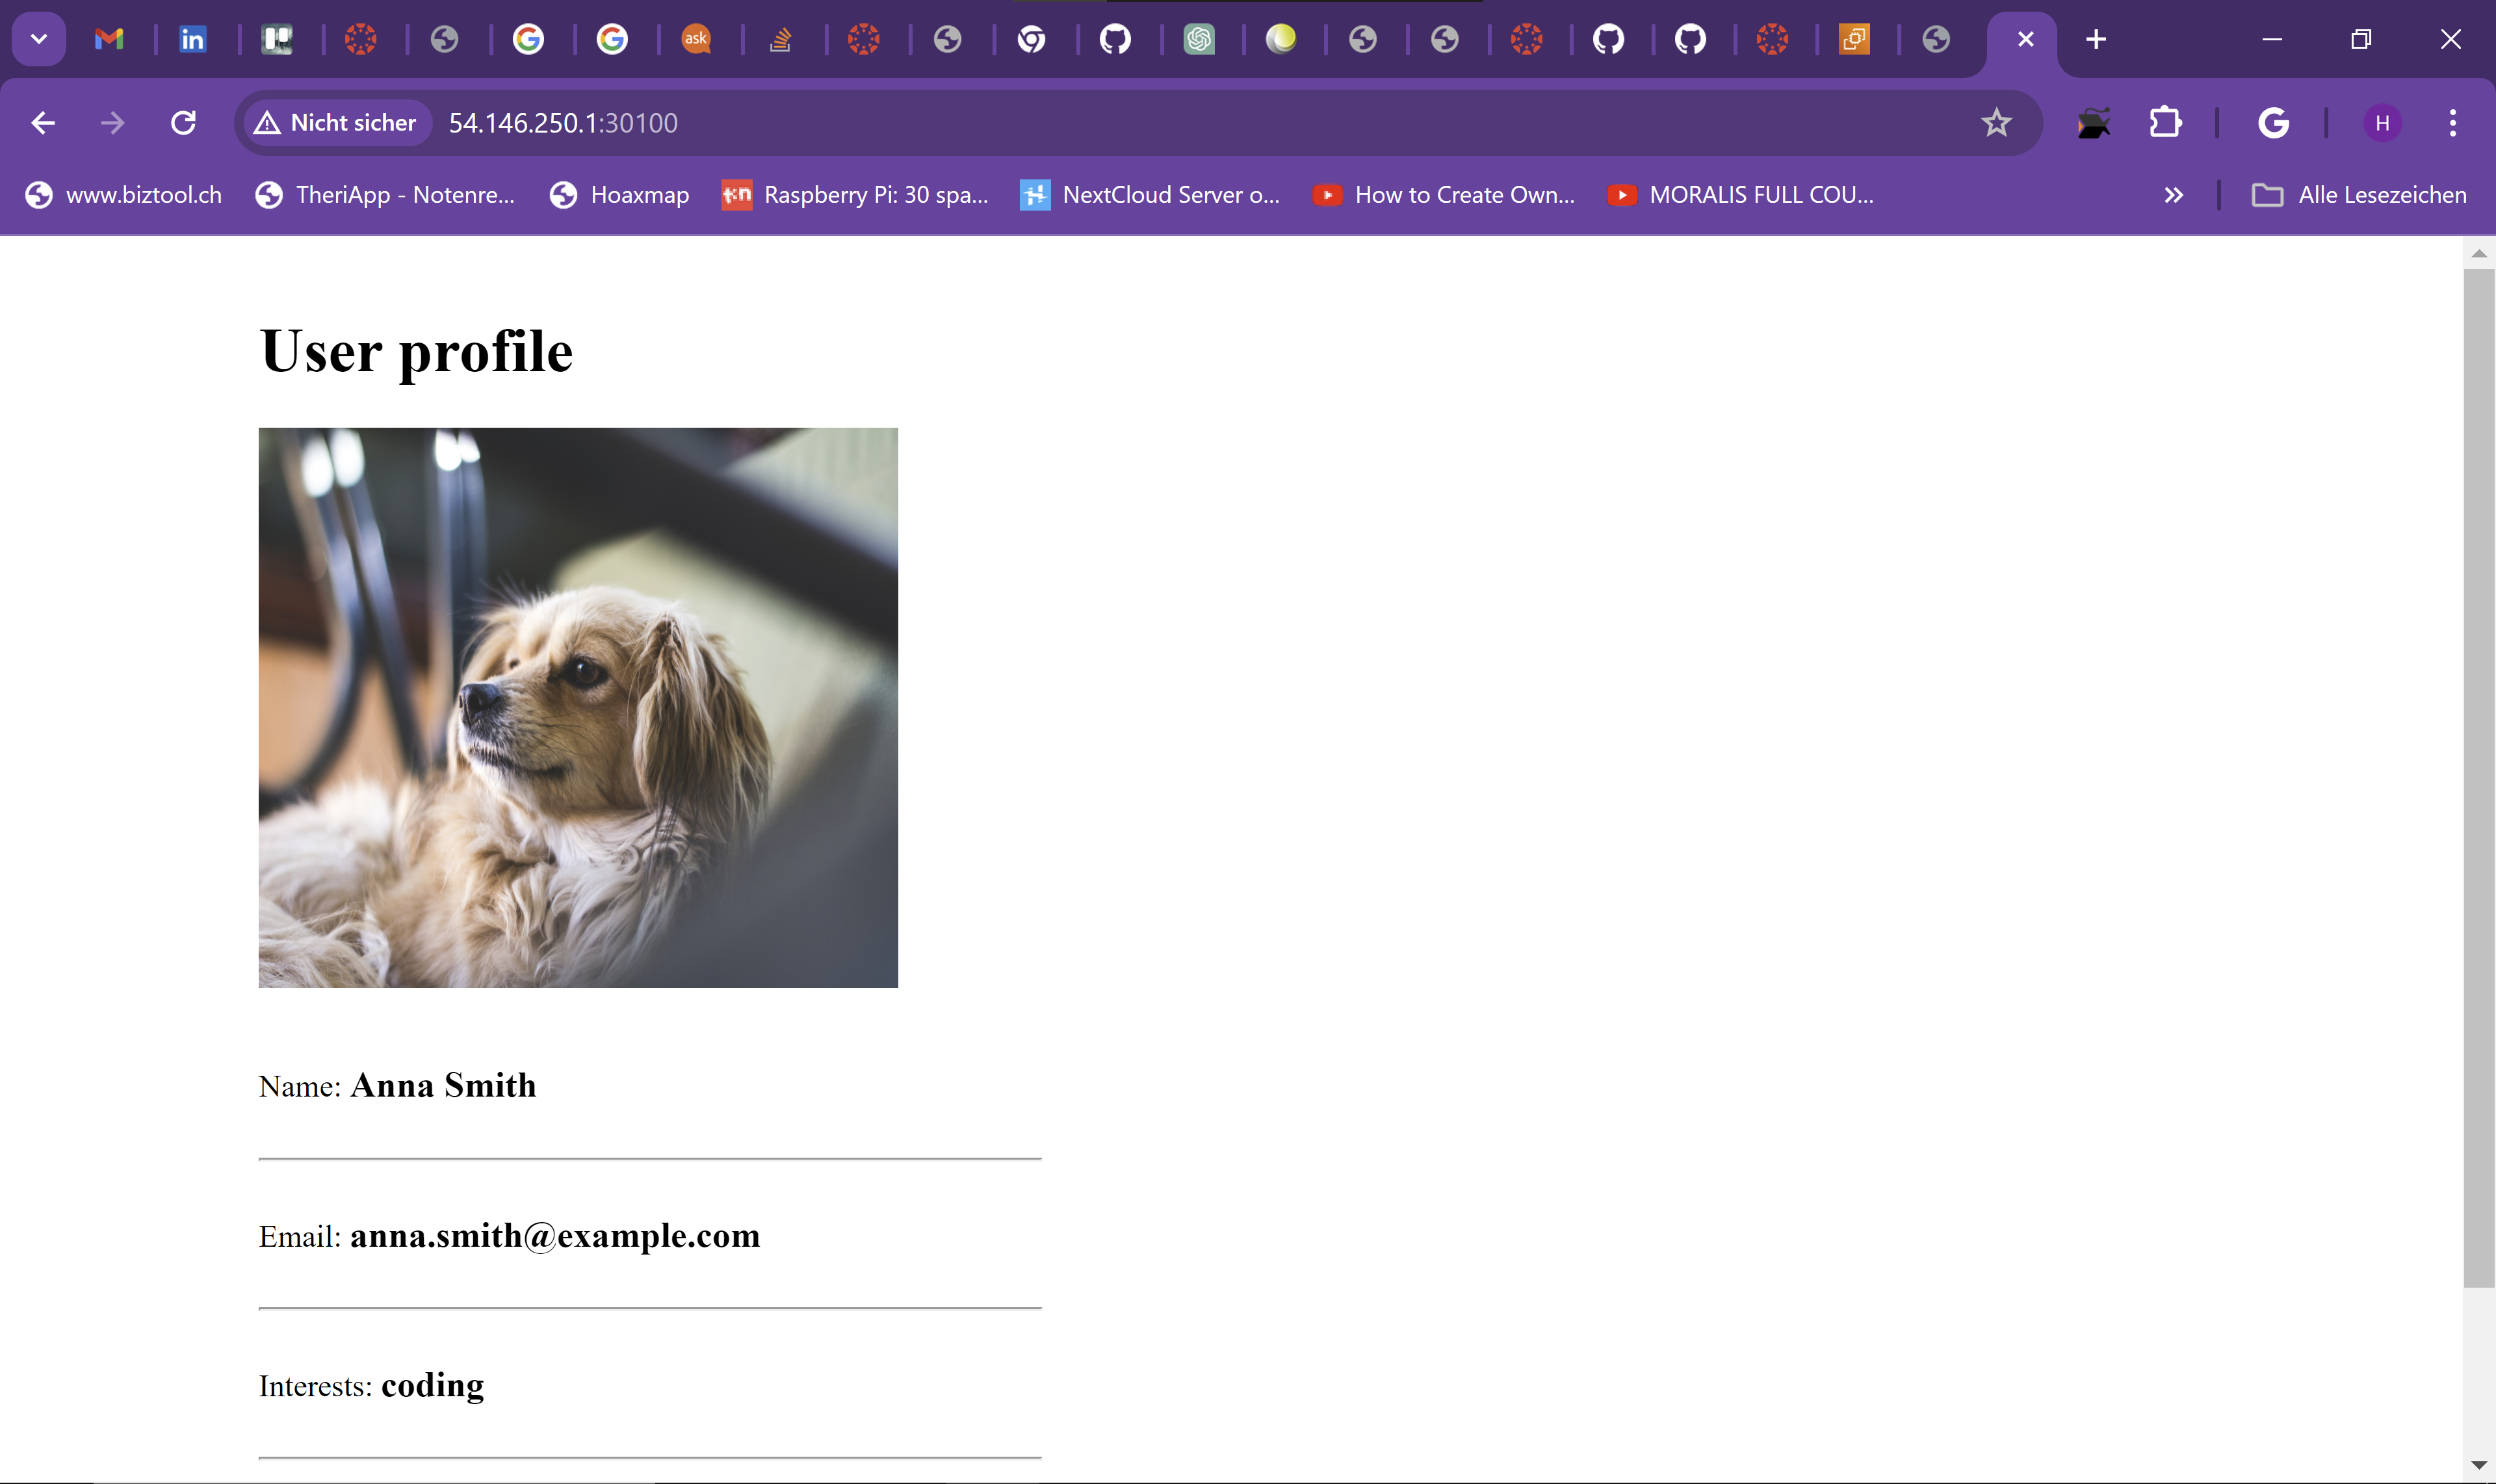 ask
Nicht sicher
54.146.250.1:30100
H
www.biztool.ch
TheriApp - Notenre...
Hoaxmap
Raspberry Pi: 30 spa...
NextCloud Server o...
How to Create Own...
MORALIS FULL COU...
Alle Lesezeichen
User profile
Name: Anna Smith
Email: anna.smith@example.com
Interests: coding